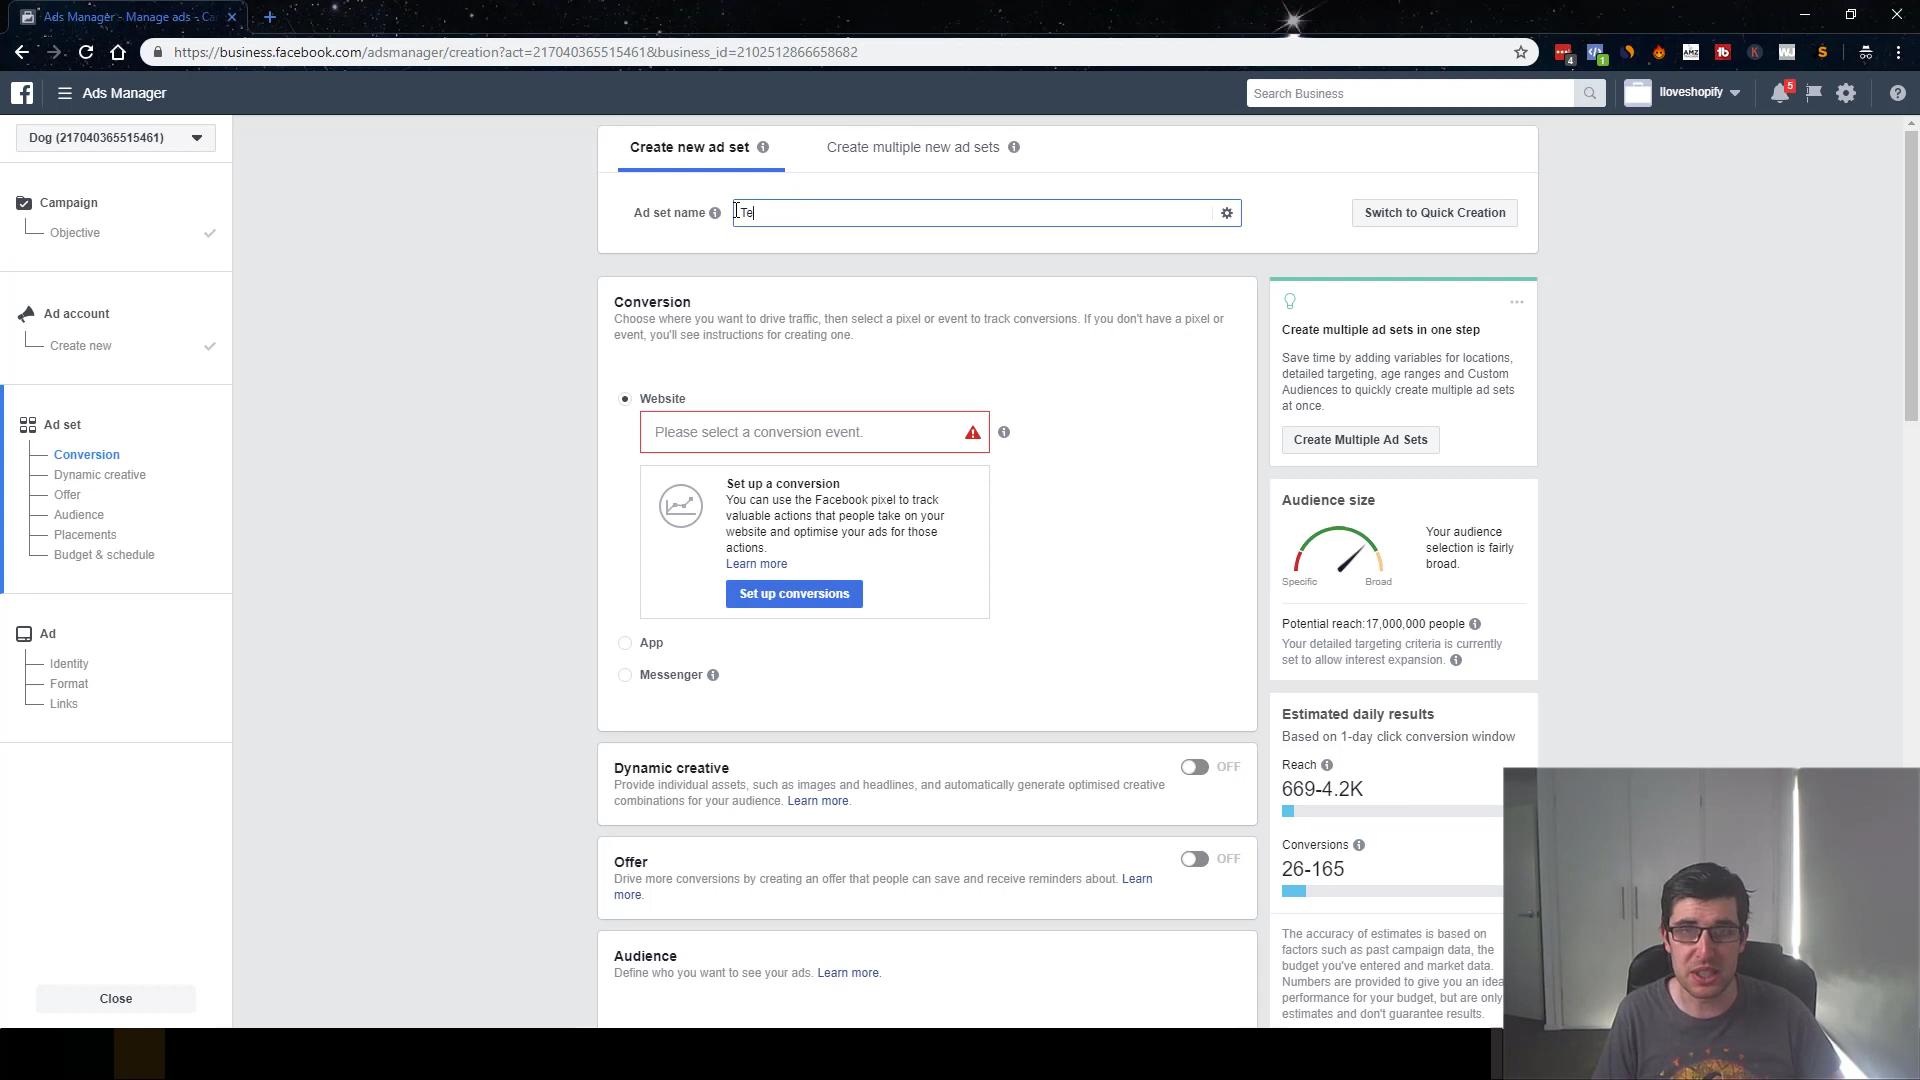 Ads Manager - Manage ads - Ca
https://business.facebook.com/adsmanager/creation?act=217040365515461&business_id=2102512866658682
4
1
AMZ
tb
K
S
Ads Manager
Search Business
Iloveshopify
5
Dog (217040365515461)
Campaign
Objective
Ad account
Create new
Ad set
Conversion
Dynamic creative
Offer
Audience
Placements
Budget & schedule
Ad
Identity
Format
Links
Close
Create new ad set
Create multiple new ad sets
Ad set name
Te
Switch to Quick Creation
Conversion
Choose where you want to drive traffic, then select a pixel or event to track conversions. If you don't have a pixel or
event, you'll see instructions for creating one.
Website
Please select a conversion event.
Set up a conversion
You can use the Facebook pixel to track
valuable actions that people take on your
website and optimise your ads for those
actions.
Learn more
Set up conversions
App
Messenger
Dynamic creative
OFF
Provide individual assets, such as images and headlines, and automatically generate optimised creative
combinations for your audience. Learn more.
Offer
OFF
Drive more conversions by creating an offer that people can save and receive reminders about. Learn
more.
Audience
Define who you want to see your ads. Learn more.
Create multiple ad sets in one step
Save time by adding variables for locations,
detailed targeting, age ranges and Custom
Audiences to quickly create multiple ad sets
at once.
Create Multiple Ad Sets
Audience size
Your audience
selection is fairly
broad.
Specific
Broad
Potential reach:17,000,000 people
Your detailed targeting criteria is currently
set to allow interest expansion.
Estimated daily results
Based on 1-day click conversion window
Reach
669-4.2K
Conversions
26-165
The accuracy of estimates is based on
factors such as past campaign data, the
budget you've entered and market data.
Numbers are provided to give you an idea
performance for your budget, but are only
estimates and don't guarantee results.